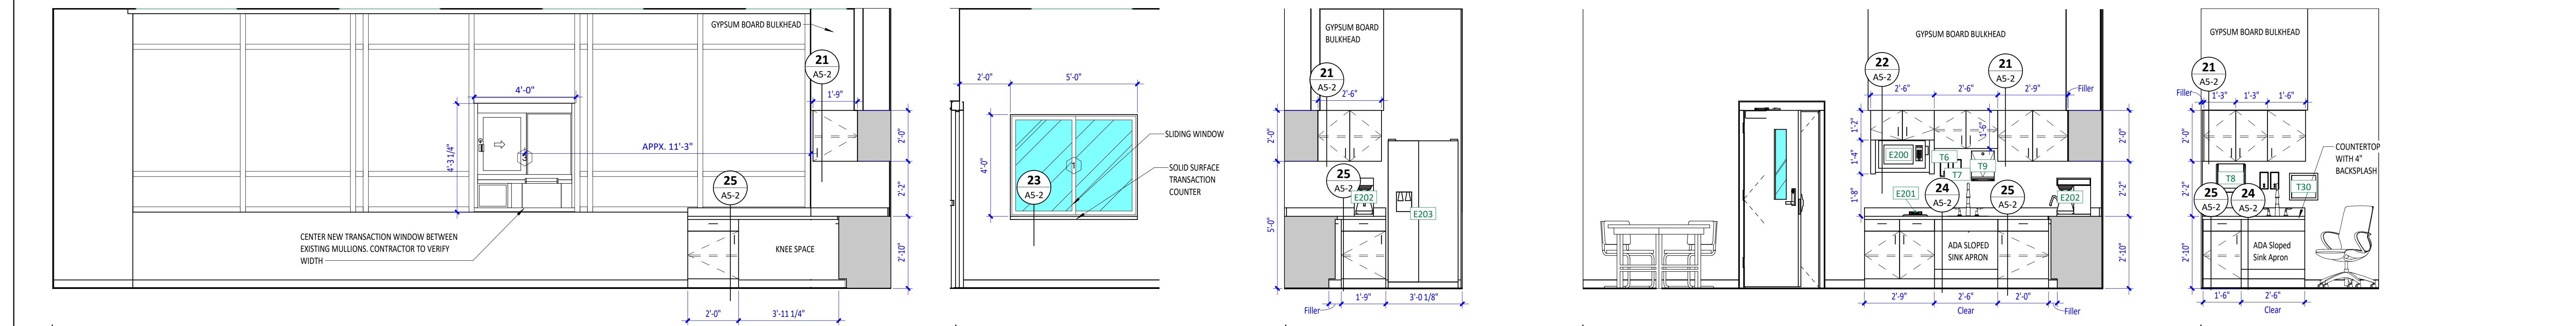 GYPSUM BOARD BULKHEAD
21
A5-2
4'-0"
1'-9"
4'-3 1/4"
3
APPX. 11'-3"
2'-0"
25
A5-2
2'-2"
CENTER NEW TRANSACTION WINDOW BETWEEN
EXISTING MULLIONS. CONTRACTOR TO VERIFY
WIDTH
KNEE SPACE
2'-10"
2'-0"
3'-11 1/4"
2'-0"
5'-0"
4'-0"
1
23
A5-2
SLIDING WINDOW
SOLID SURFACE
TRANSACTION
COUNTER
GYPSUM BOARD
BULKHEAD
21
A5-2
2'-6"
2'-0"
25
A5-2
E202
E203
5'-0"
1'-9"
3'-0 1/8"
Filler
GYPSUM BOARD BULKHEAD
22
A5-2
21
A5-2
2'-6"
2'-6"
2'-9"
Filler
1'-2"
1'-6"
2'-0"
1'-4"
E200
T6
T7
T9
1'-8"
E201
24
A5-2
25
A5-2
E202
2'-2"
ADA SLOPED
SINK APRON
2'-10"
2'-9"
2'-6"
2'-0"
Clear
Filler
GYPSUM BOARD BULKHEAD
21
A5-2
Filler
1'-3"
1'-3"
1'-6"
2'-0"
COUNTERTOP
WITH 4"
BACKSPLASH
T8
T30
2'-2"
25
A5-2
24
A5-2
ADA Sloped
Sink Apron
2'-10"
1'-6"
2'-6"
Clear